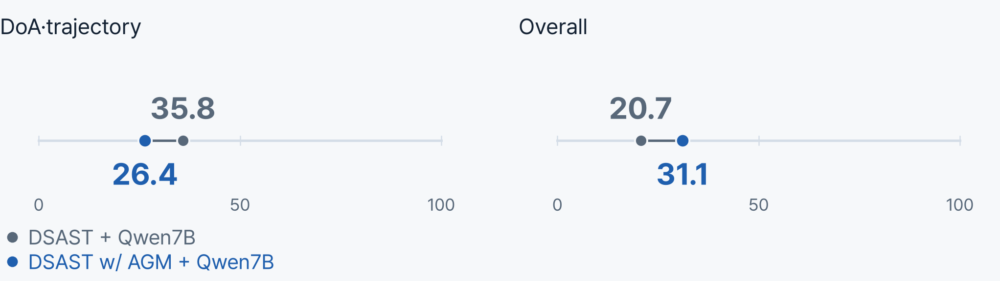 DoA·trajectory
35.8
26.4
0 50 100
Overall
20.7
31.1
0 50 100
DSAST + Qwen7B
DSAST w/ AGM + Qwen7B